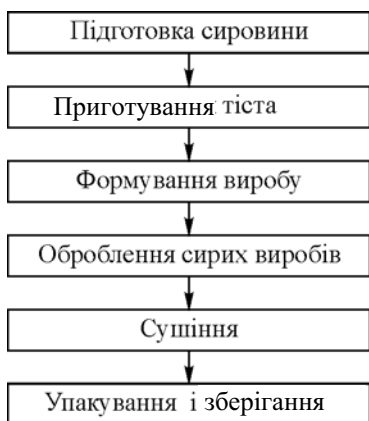 Підготовка сировини
Приготування тіста
Формування виробу
Оброблення сирих виробів
Сушіння
Упакування і зберігання